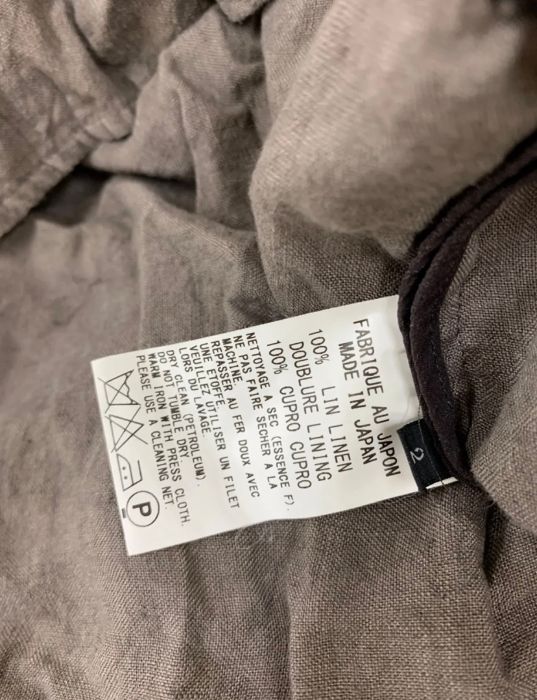 FABRIQUE AU JAPON
MADE IN JAPAN
100% LIN LINEN
DOUBLURE LINING
100% CUPRO CUPRO
NETTOYAGE A SEC (ESSENCE F).
NE PAS FAIRE SECHER A LA
MACHINE.
REPASSER AU FER DOUX AVEC
UNE ETOFFE.
VEUILLEZ UTILISER UN FILET
LORS DU LAVAGE.
DRY CLEAN (PETROLEUM).
DO NOT TUMBLE DRY.
WARM IRON WITH PRESS CLOTH.
PLEASE USE A CLEANING NET.
P
2